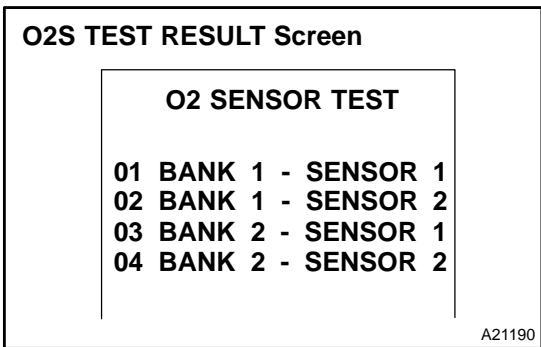 O2S TEST RESULT Screen
O2 SENSOR TEST
01 BANK 1 - SENSOR 1
02 BANK 1 - SENSOR 2
03 BANK 2 - SENSOR 1
04 BANK 2 - SENSOR 2
A21190